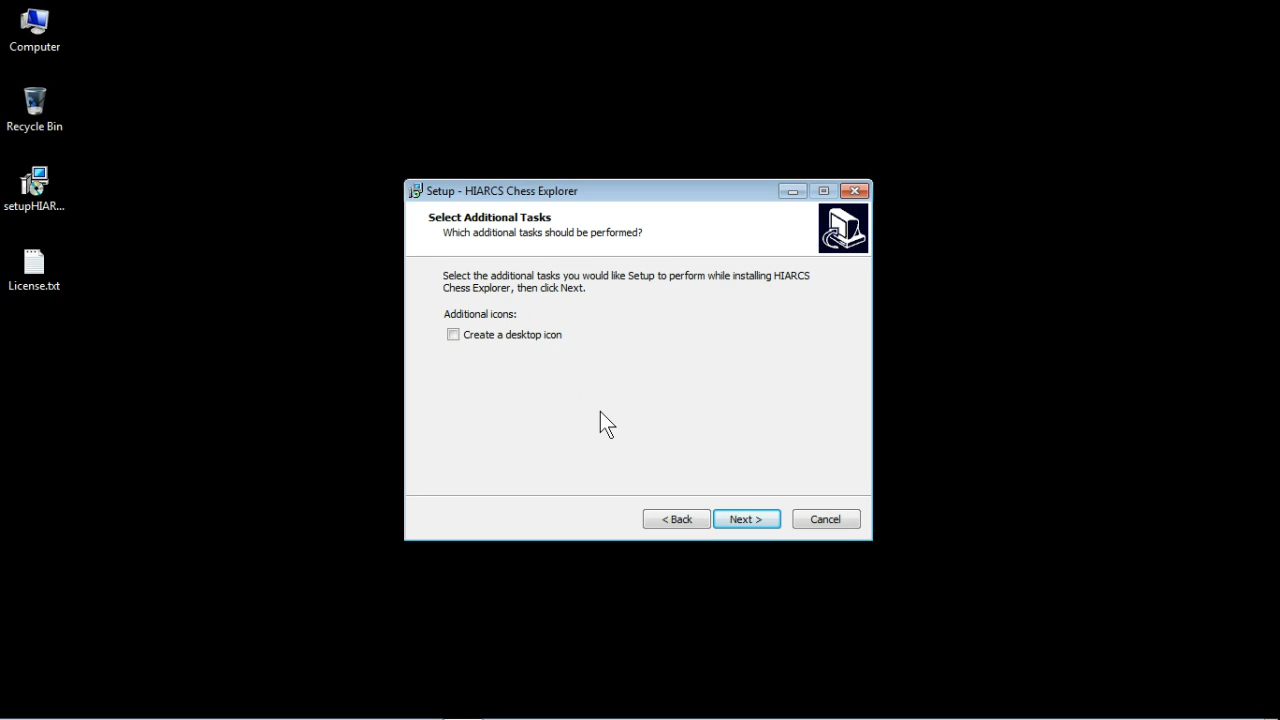 Computer
Recycle Bin
setupHIAR...
License.txt
Setup - HIARCS Chess Explorer
Select Additional Tasks
Which additional tasks should be performed?
Select the additional tasks you would like Setup to perform while installing HIARCS
Chess Explorer, then click Next.
Additional icons:
Create a desktop icon
< Back Next > Cancel